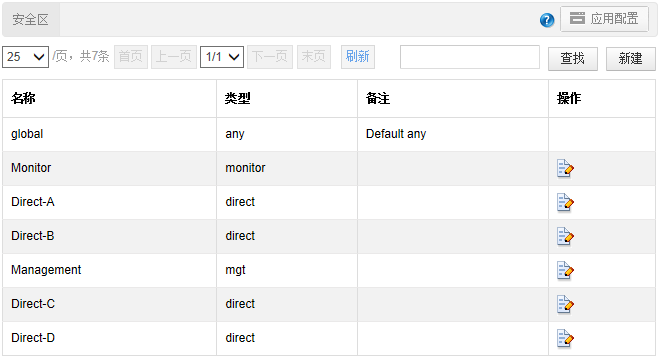 安全区 ? 应用配置
25 /页，共7条 首页 上一页 1/1 下一页 末页 刷新 查找 新建
名称 类型 备注 操作
global any Default any
Monitor monitor
Direct-A direct
Direct-B direct
Management mgt
Direct-C direct
Direct-D direct